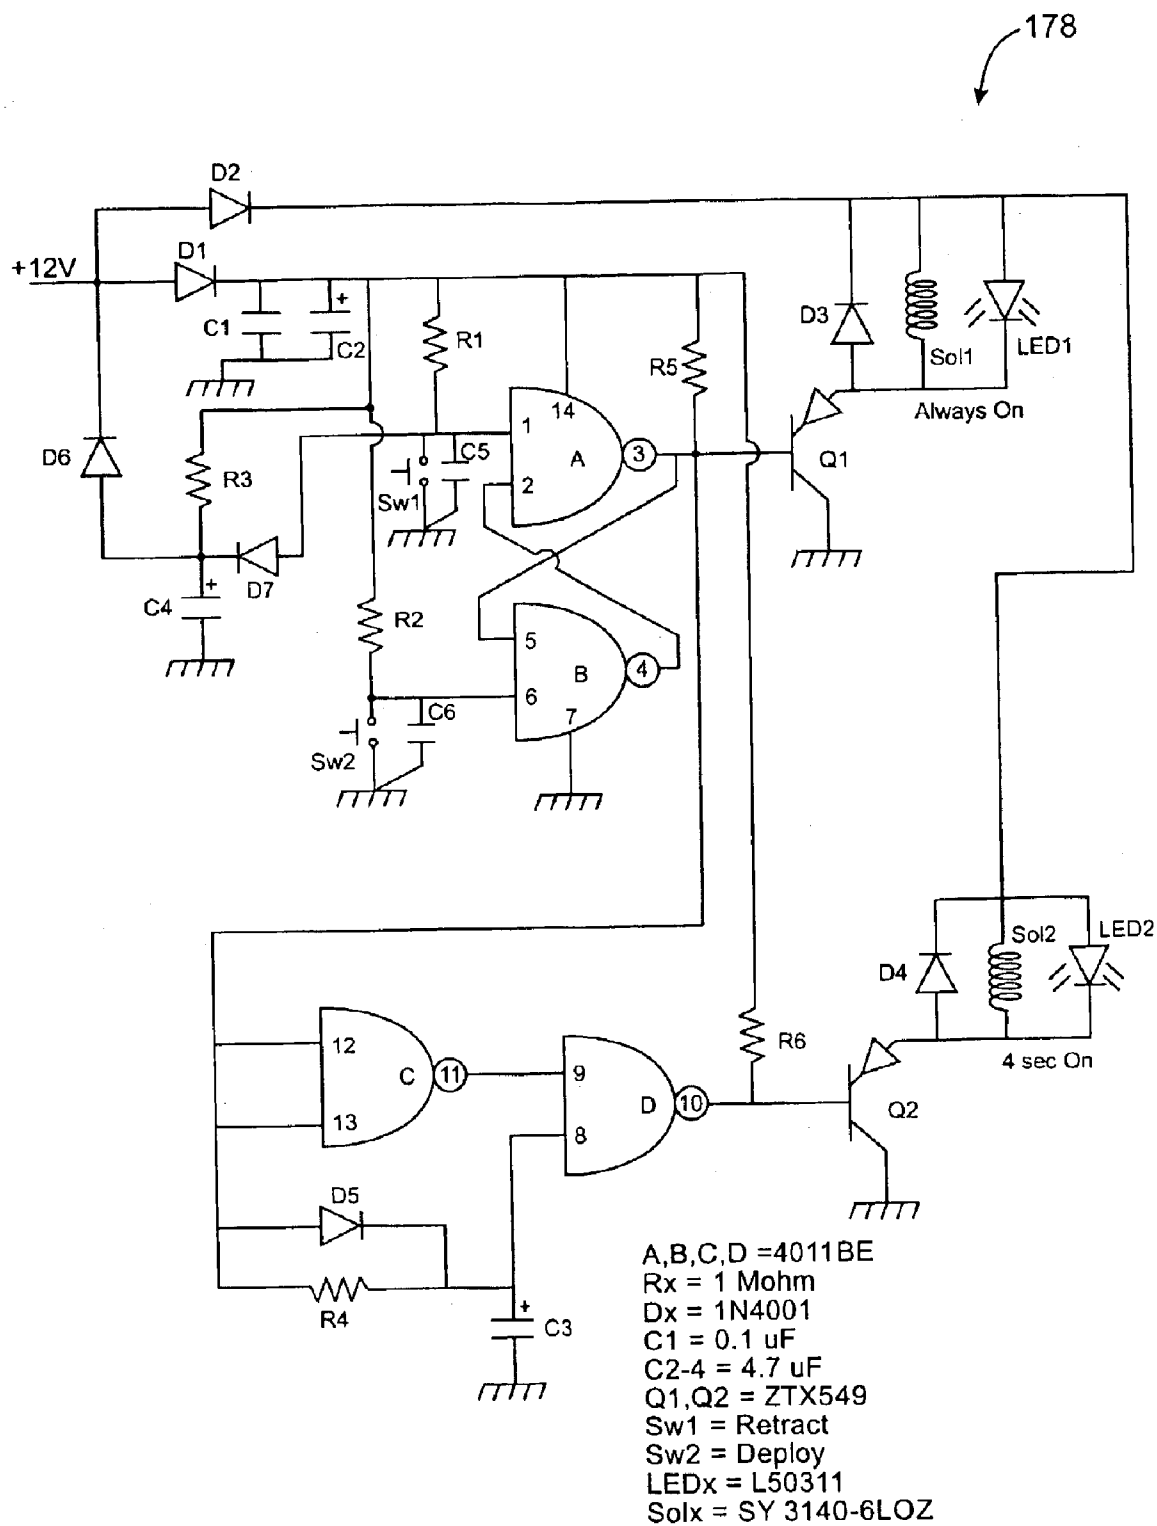 178
D2
D1
+12V
C1
+
C2
R1
R5
D3
Sol1
LED1
Always On
D6
R3
1
14
A
3
2
C5
Sw1
Q1
+
C4
D7
R2
5
B
4
6
7
C6
Sw2
Sol2
LED2
D4
R6
4 sec On
12
C
11
13
9
D
10
8
Q2
D5
R4
+
C3
A,B,C,D =4011BE
Rx = 1 Mohm
Dx = 1N4001
C1 = 0.1 uF
C2-4 = 4.7 uF
Q1,Q2 = ZTX549
Sw1 = Retract
Sw2 = Deploy
LEDx = L50311
Solx = SY 3140-6LOZ